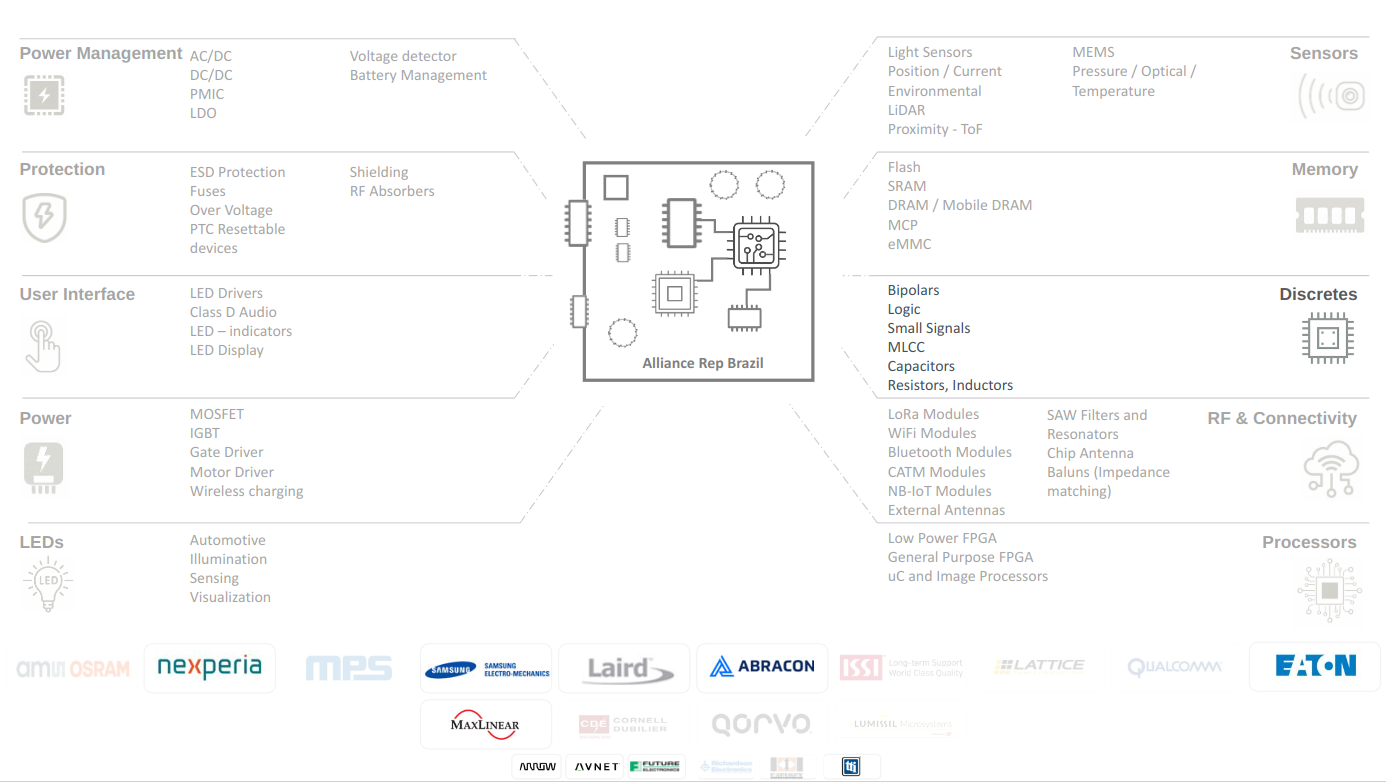 Power Management
AC/DC
DC/DC
PMIC
LDO
Voltage detector
Battery Management
Protection
ESD Protection
Fuses
Over Voltage
PTC Resettable
devices
Shielding
RF Absorbers
User Interface
LED Drivers
Class D Audio
LED – indicators
LED Display
Power
MOSFET
IGBT
Gate Driver
Motor Driver
Wireless charging
LEDs
LED
Automotive
Illumination
Sensing
Visualization
Alliance Rep Brazil
Light Sensors
Position / Current
Environmental
LiDAR
Proximity - ToF
MEMS
Pressure / Optical /
Temperature
Sensors
Flash
SRAM
DRAM / Mobile DRAM
MCP
eMMC
Memory
Bipolars
Logic
Small Signals
MLCC
Capacitors
Resistors, Inductors
Discretes
LoRa Modules
WiFi Modules
Bluetooth Modules
CATM Modules
NB-IoT Modules
External Antennas
SAW Filters and
Resonators
Chip Antenna
Baluns (Impedance
matching)
RF & Connectivity
Low Power FPGA
General Purpose FPGA
uC and Image Processors
Processors
amu OSRAM
nexperia
mPS
SAMSUNG
SAMSUNG
ELECTRO-MECHANICS
Laird
ABRACON
ISSI
Long-term Support
World Class Quality
LATTICE
QUALCOMM
EATON
MAXLINEAR
CDE
CORNELL
DUBILIER
QORVO
LUMISSIL Microsystems
ARROW
AVNET
FUTURE
ELECTRONICS
Richardson
Electronics
tti